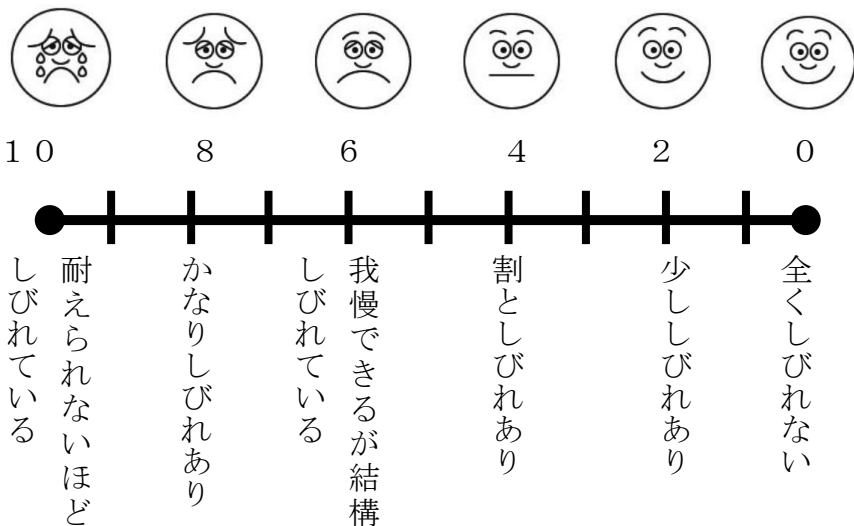 １０
８
６
４
２
０
耐えられないほど
しびれている
かなりしびれあり
我慢できるが結構
しびれている
割としびれあり
少ししびれあり
全くしびれない